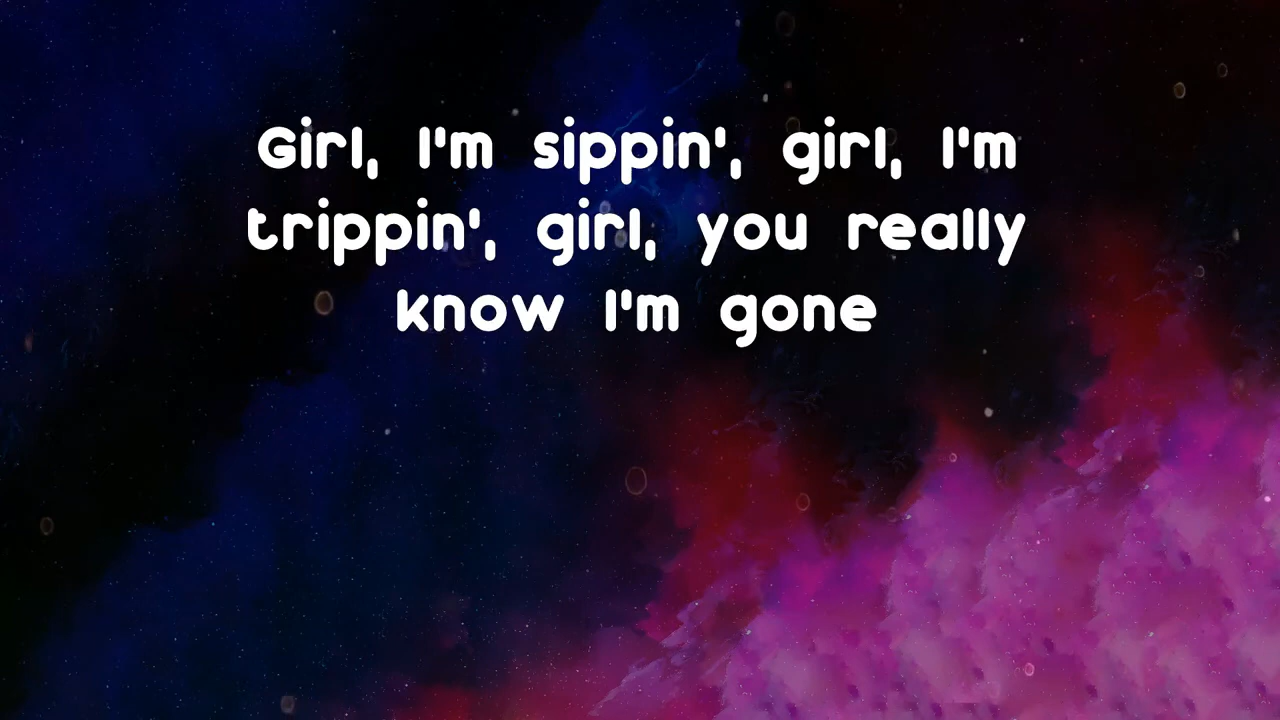 Girl, I'm sippin', girl, I'm
trippin', girl, you really
know I'm gone